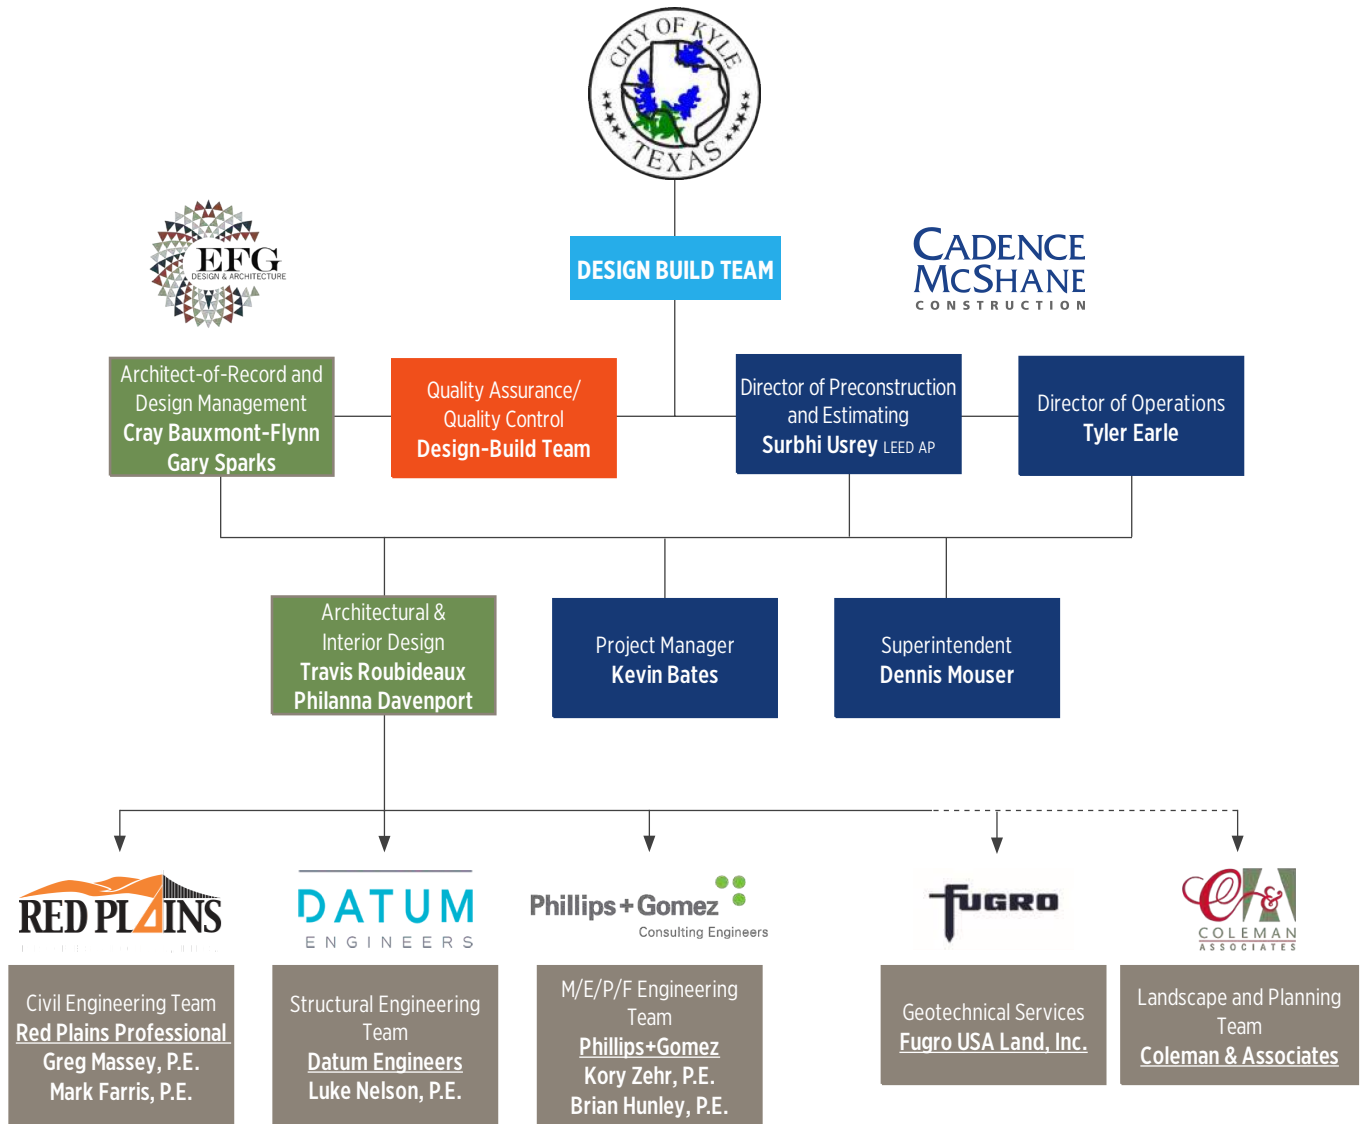 CITY OF KYLE
TEXAS
EFG
DESIGN & ARCHITECTURE
DESIGN BUILD TEAM
CADENCE
MCSHANE
CONSTRUCTION
Architect-of-Record and
Design Management
Cray Bauxmont-Flynn
Gary Sparks
Quality Assurance/
Quality Control
Design-Build Team
Director of Preconstruction
and Estimating
Surbhi Usrey LEED AP
Director of Operations
Tyler Earle
Architectural &
Interior Design
Travis Roubideaux
Philanna Davenport
Project Manager
Kevin Bates
Superintendent
Dennis Mouser
RED PLAINS
DATUM
ENGINEERS
Phillips+Gomez
Consulting Engineers
FUGRO
C&A
COLEMAN
ASSOCIATES
Civil Engineering Team
Red Plains Professional
Greg Massey, P.E.
Mark Farris, P.E.
Structural Engineering
Team
Datum Engineers
Luke Nelson, P.E.
M/E/P/F Engineering
Team
Phillips+Gomez
Kory Zehr, P.E.
Brian Hunley, P.E.
Geotechnical Services
Fugro USA Land, Inc.
Landscape and Planning
Team
Coleman & Associates